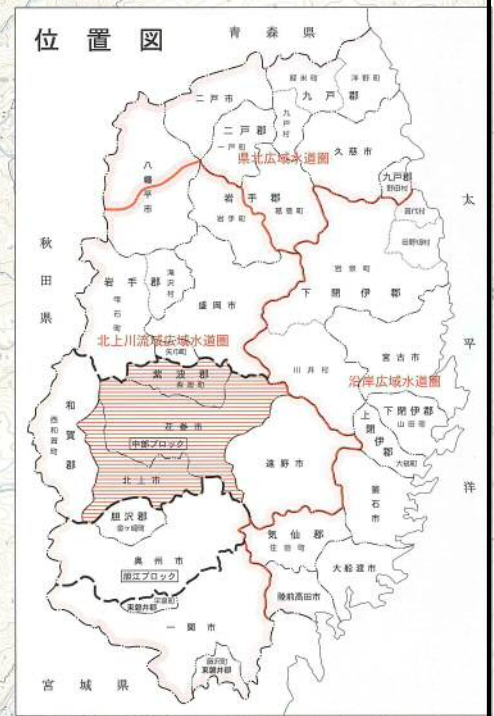 位置図
青森県
軽米町
洋野町
二戸市
九戸郡
二戸郡
九戸村
一戸町
久慈市
県北広域水道圏
八幡平市
九戸郡
野田村
岩手郡
岩手町
葛巻町
普代村
田野畑村
太平洋
秋田県
岩手郡
滝沢村
雫石町
盛岡市
岩泉町
下閉伊郡
北上川流域広域水道圏
矢巾町
紫波郡
紫波町
川井村
宮古市
沿岸広域水道圏
和賀郡
西和賀町
花巻市
中部ブロック
上閉伊郡
下閉伊郡
山田町
大槌町
北上市
遠野市
釜石市
胆沢郡
金ヶ崎町
気仙郡
住田町
奥州市
大船渡市
胆江ブロック
陸前高田市
平泉町
東磐井郡
一関市
藤沢町
東磐井郡
宮城県